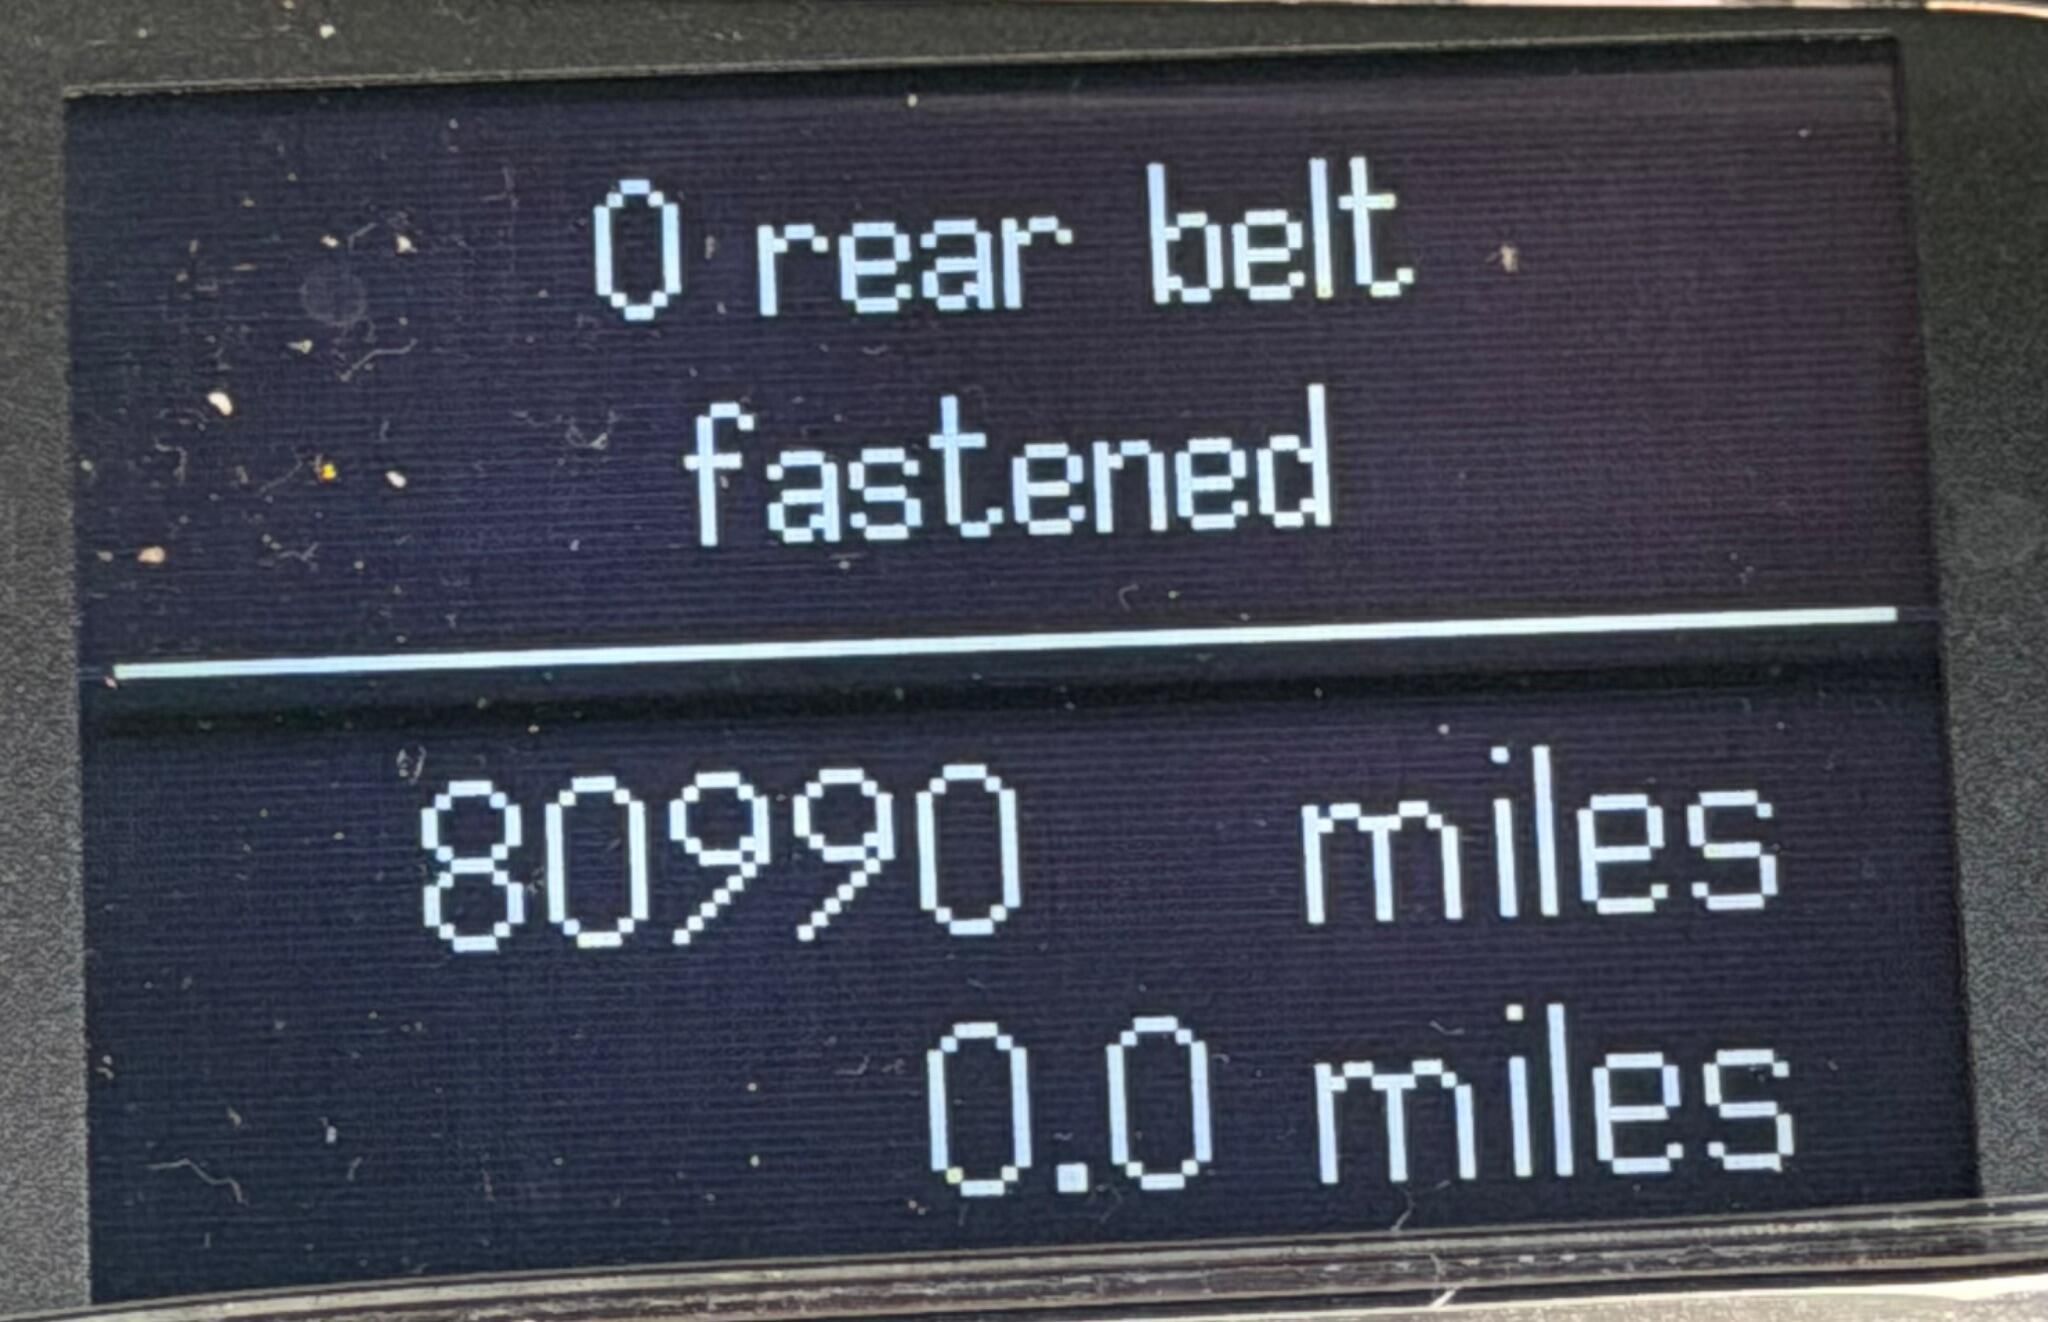 0 rear belt
fastened
80990 miles
0.0 miles